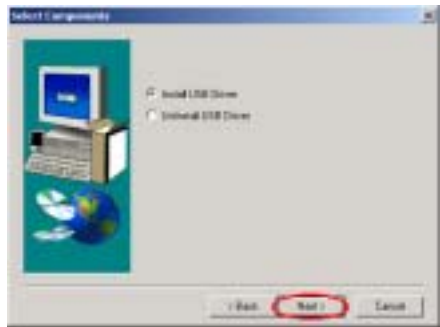 Select Components
Install USB Driver
Uninstall USB Driver
< Back
Next >
Cancel